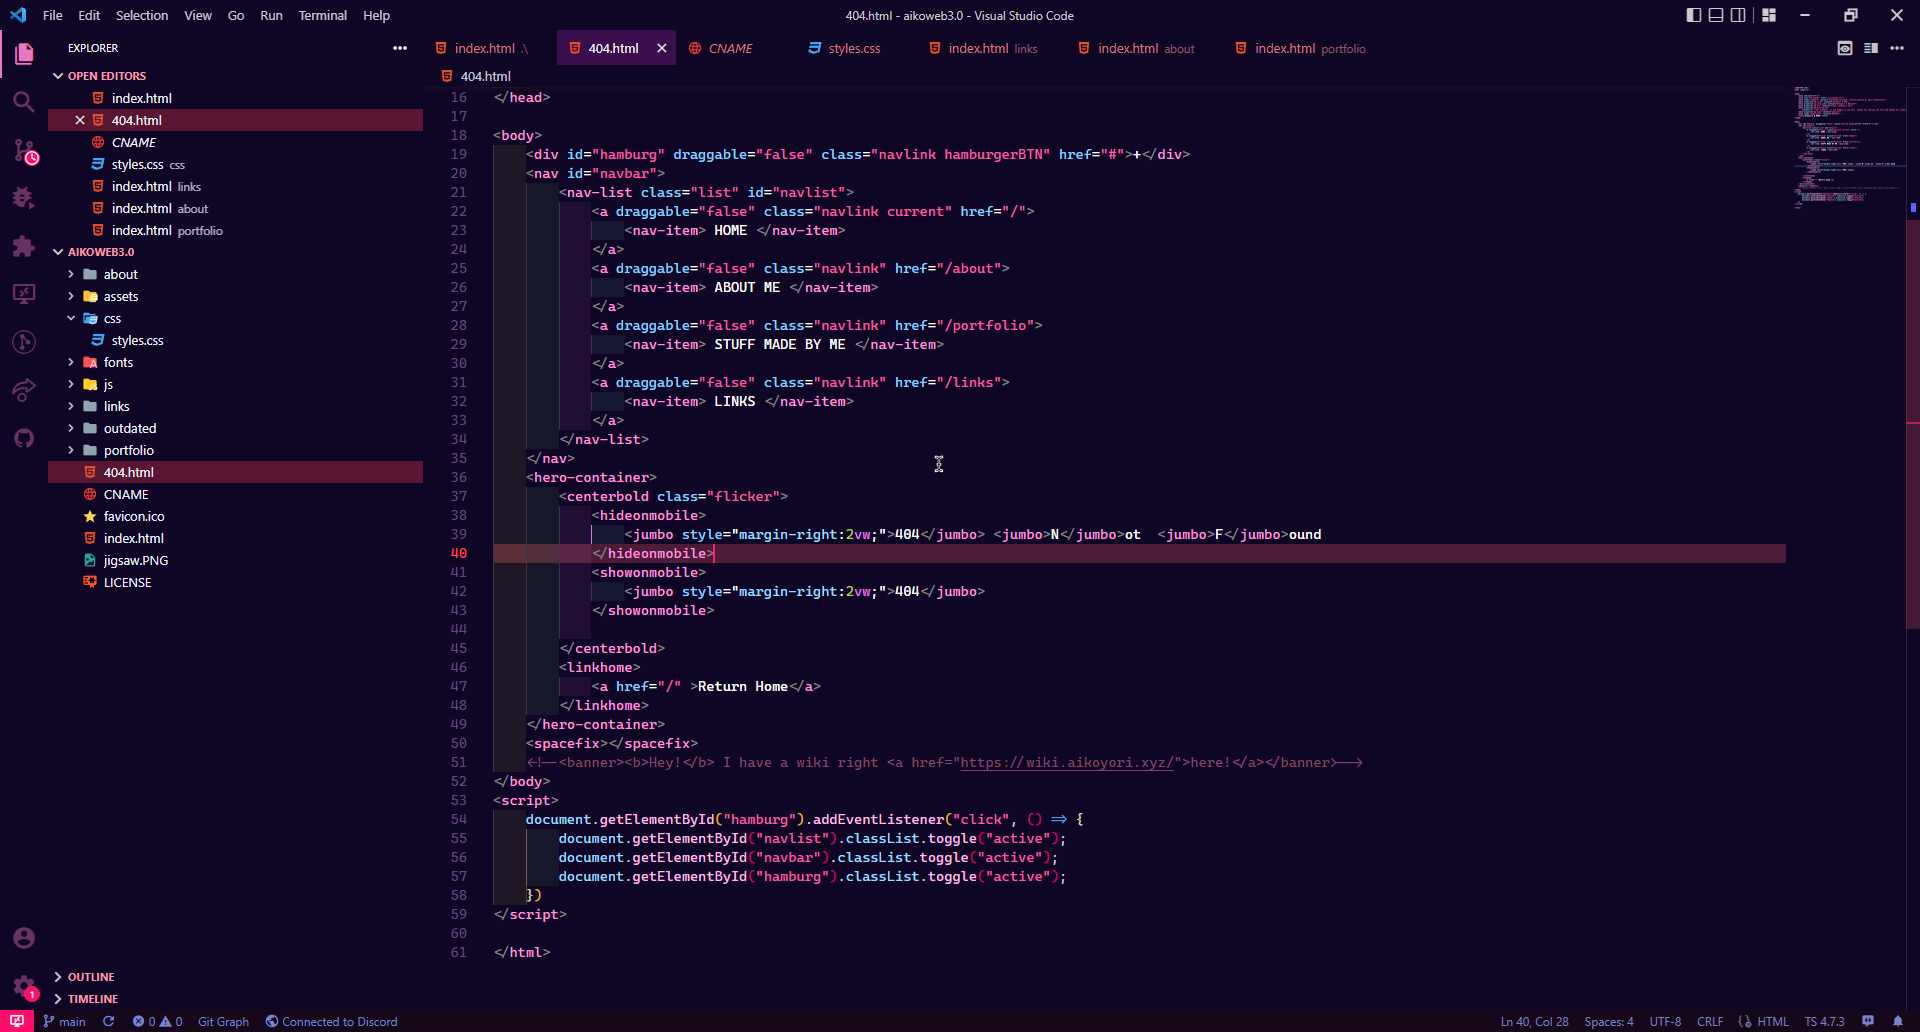 File Edit Selection View Go Run Terminal Help
404.html - aikoweb3.0 - Visual Studio Code
EXPLORER
OPEN EDITORS
index.html
404.html
CNAME
styles.css css
index.html links
index.html about
index.html portfolio
AIKOWEB3.0
about
assets
css
styles.css
fonts
js
links
outdated
portfolio
404.html
CNAME
favicon.ico
index.html
jigsaw.PNG
LICENSE
OUTLINE
TIMELINE
index.html .\ 404.html CNAME styles.css index.html links index.html about index.html portfolio
404.html
16 </head>
17
18 <body>
19 <div id="hamburg" draggable="false" class="navlink hamburgerBTN" href="#">+</div>
20 <nav id="navbar">
21 <nav-list class="list" id="navlist">
22 <a draggable="false" class="navlink current" href="/">
23 <nav-item> HOME </nav-item>
24 </a>
25 <a draggable="false" class="navlink" href="/about">
26 <nav-item> ABOUT ME </nav-item>
27 </a>
28 <a draggable="false" class="navlink" href="/portfolio">
29 <nav-item> STUFF MADE BY ME </nav-item>
30 </a>
31 <a draggable="false" class="navlink" href="/links">
32 <nav-item> LINKS </nav-item>
33 </a>
34 </nav-list>
35 </nav>
36 <hero-container>
37 <centerbold class="flicker">
38 <hideonmobile>
39 <jumbo style="margin-right:2vw;">404</jumbo> <jumbo>N</jumbo>ot  <jumbo>F</jumbo>ound
40 </hideonmobile>
41 <showonmobile>
42 <jumbo style="margin-right:2vw;">404</jumbo>
43 </showonmobile>
44
45 </centerbold>
46 <linkhome>
47 <a href="/" >Return Home</a>
48 </linkhome>
49 </hero-container>
50 <spacefix></spacefix>
51 <!--<banner><b>Hey!</b> I have a wiki right <a href="https://wiki.aikoyori.xyz/">here!</a></banner>-->
52 </body>
53 <script>
54 document.getElementById("hamburg").addEventListener("click", () => {
55 document.getElementById("navlist").classList.toggle("active");
56 document.getElementById("navbar").classList.toggle("active");
57 document.getElementById("hamburg").classList.toggle("active");
58 })
59 </script>
60
61 </html>
1
main 0 0 Git Graph Connected to Discord
Ln 40, Col 28 Spaces: 4 UTF-8 CRLF HTML TS 4.7.3